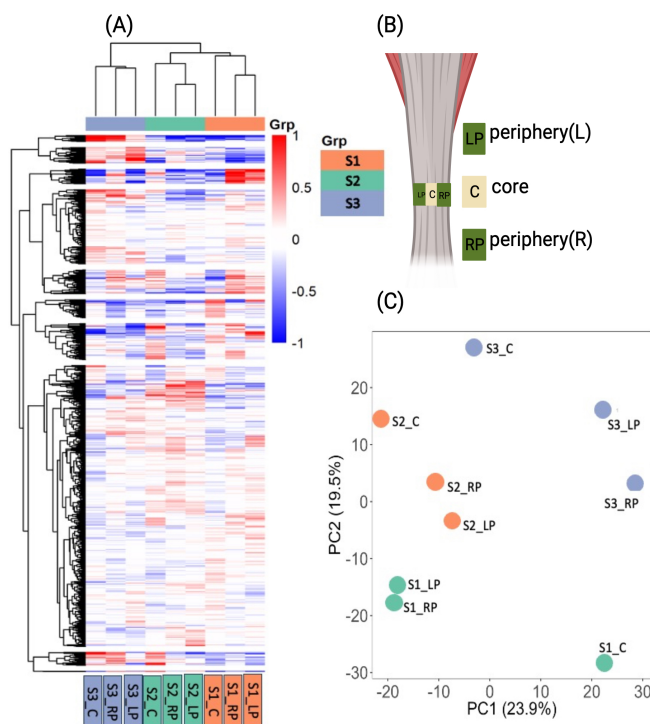 (A)
Grp
1
0.5
0
-0.5
-1
Grp
S1
S2
S3
S3_C
S3_RP
S3_LP
S2_C
S2_RP
S2_LP
S1_C
S1_RP
S1_LP
(B)
LP C RP
LP periphery(L)
C core
RP periphery(R)
(C)
PC2 (19.5%)
20
10
0
-10
-20
-30
S3_C
S3_LP
S2_C
S2_RP
S3_RP
S2_LP
S1_LP
S1_RP
S1_C
-20 -10 0 10 20 30
PC1 (23.9%)